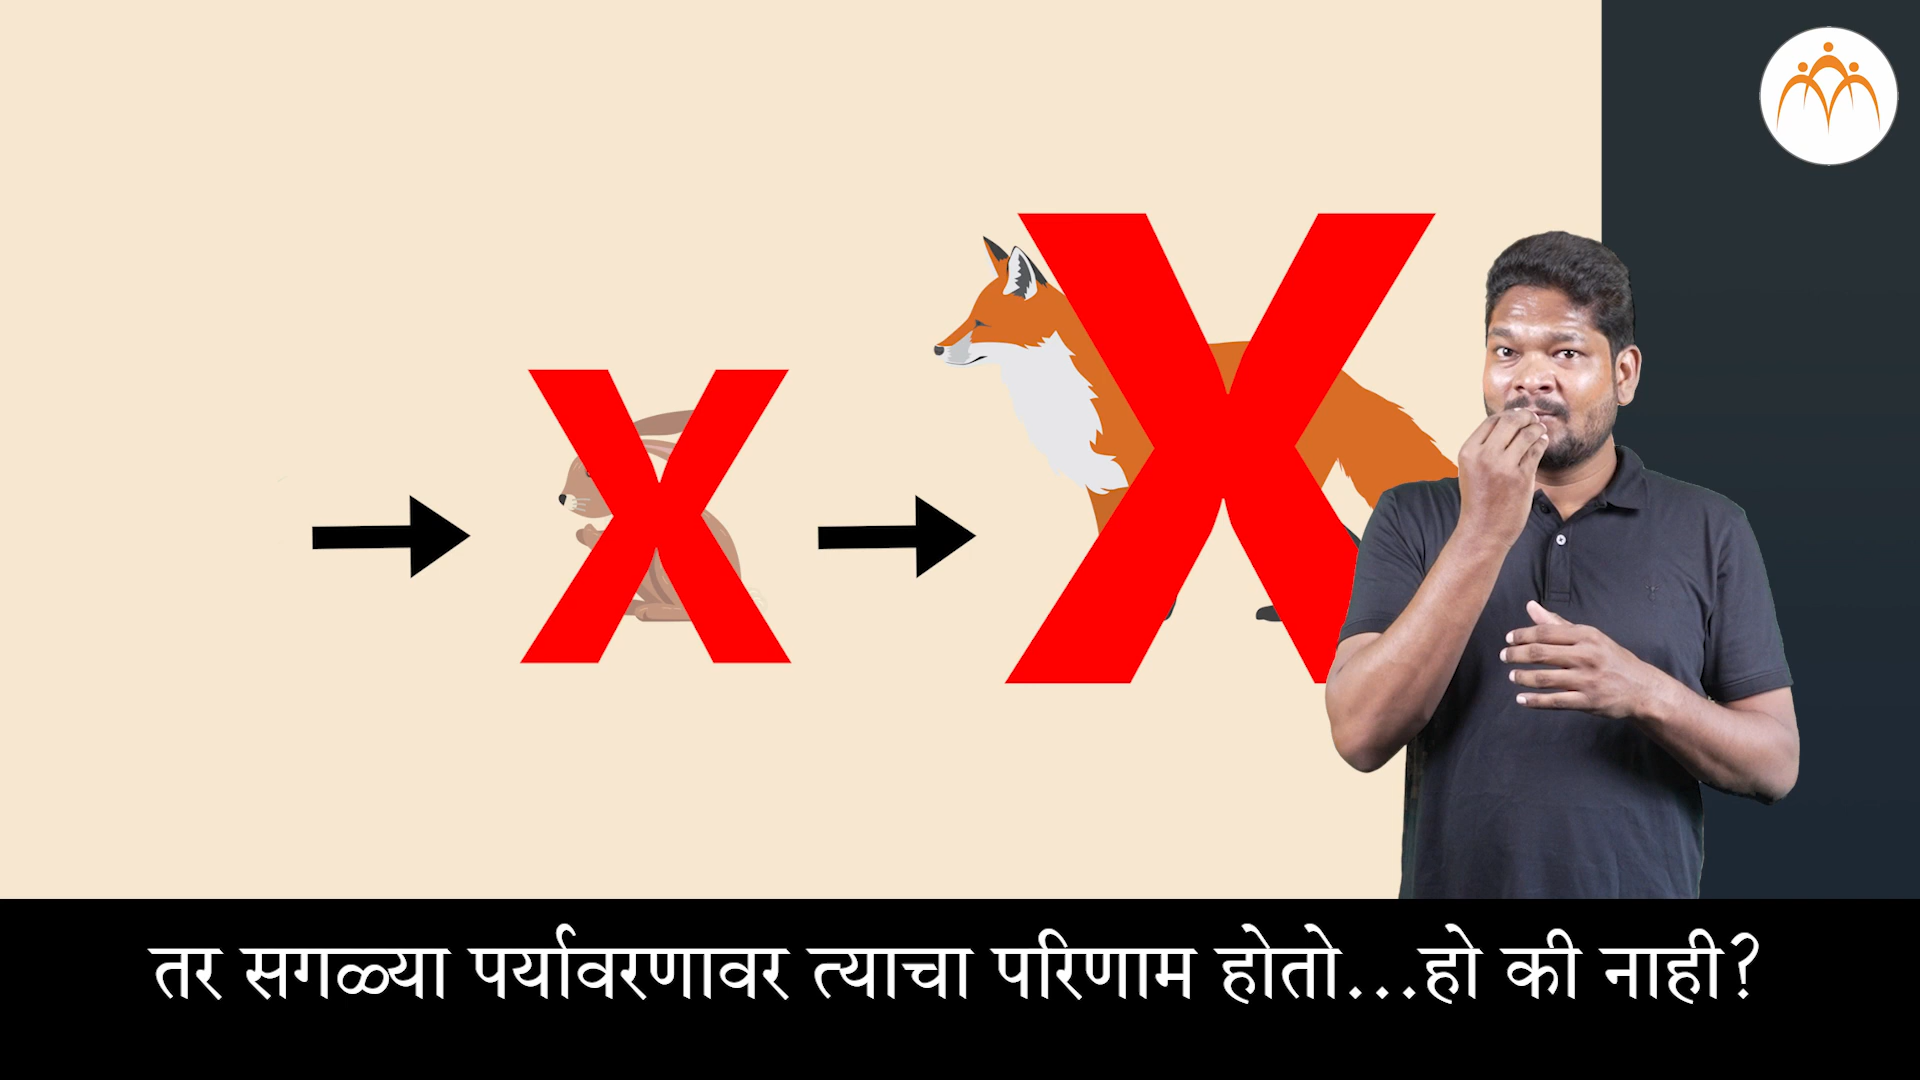 तर सगळ्या पर्यावरणावर त्याचा परिणाम होतो...हो की नाही?